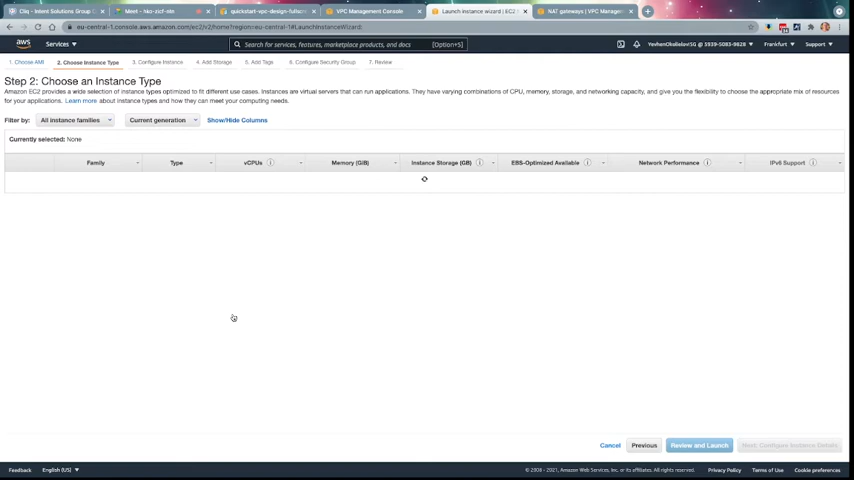 Cliq - Intent Solutions Group
Meet – hko-zicf-nin
quickstart-vpc-design-fullscr
VPC Management Console
Launch instance wizard | EC2
NAT gateways | VPC Managem
eu-central-1.console.aws.amazon.com/ec2/v2/home?region=eu-central-1#LaunchInstanceWizard:
aws
Services
Search for services, features, marketplace products, and docs
[Option+S]
Frankfurt
Support
1. Choose AMI
2. Choose Instance Type
3. Configure Instance
4. Add Storage
5. Add Tags
6. Configure Security Group
7. Review
Step 2: Choose an Instance Type
Amazon EC2 provides a wide selection of instance types optimized to fit different use cases. Instances are virtual servers that can run applications. They have varying combinations of CPU, memory, storage, and networking capacity, and give you the flexibility to choose the appropriate mix of resources
for your applications. Learn more about instance types and how they can meet your computing needs.
Filter by:
All instance families
Current generation
Show/Hide Columns
Currently selected: None
Family
Type
vCPUs
Memory (GiB)
Instance Storage (GB)
EBS-Optimized Available
Network Performance
IPv6 Support
Cancel
Previous
Review and Launch
Next: Configure Instance Details
Feedback
English (US)
© 2008 - 2021, Amazon Web Services, Inc. or its affiliates. All rights reserved.
Privacy Policy
Terms of Use
Cookie preferences